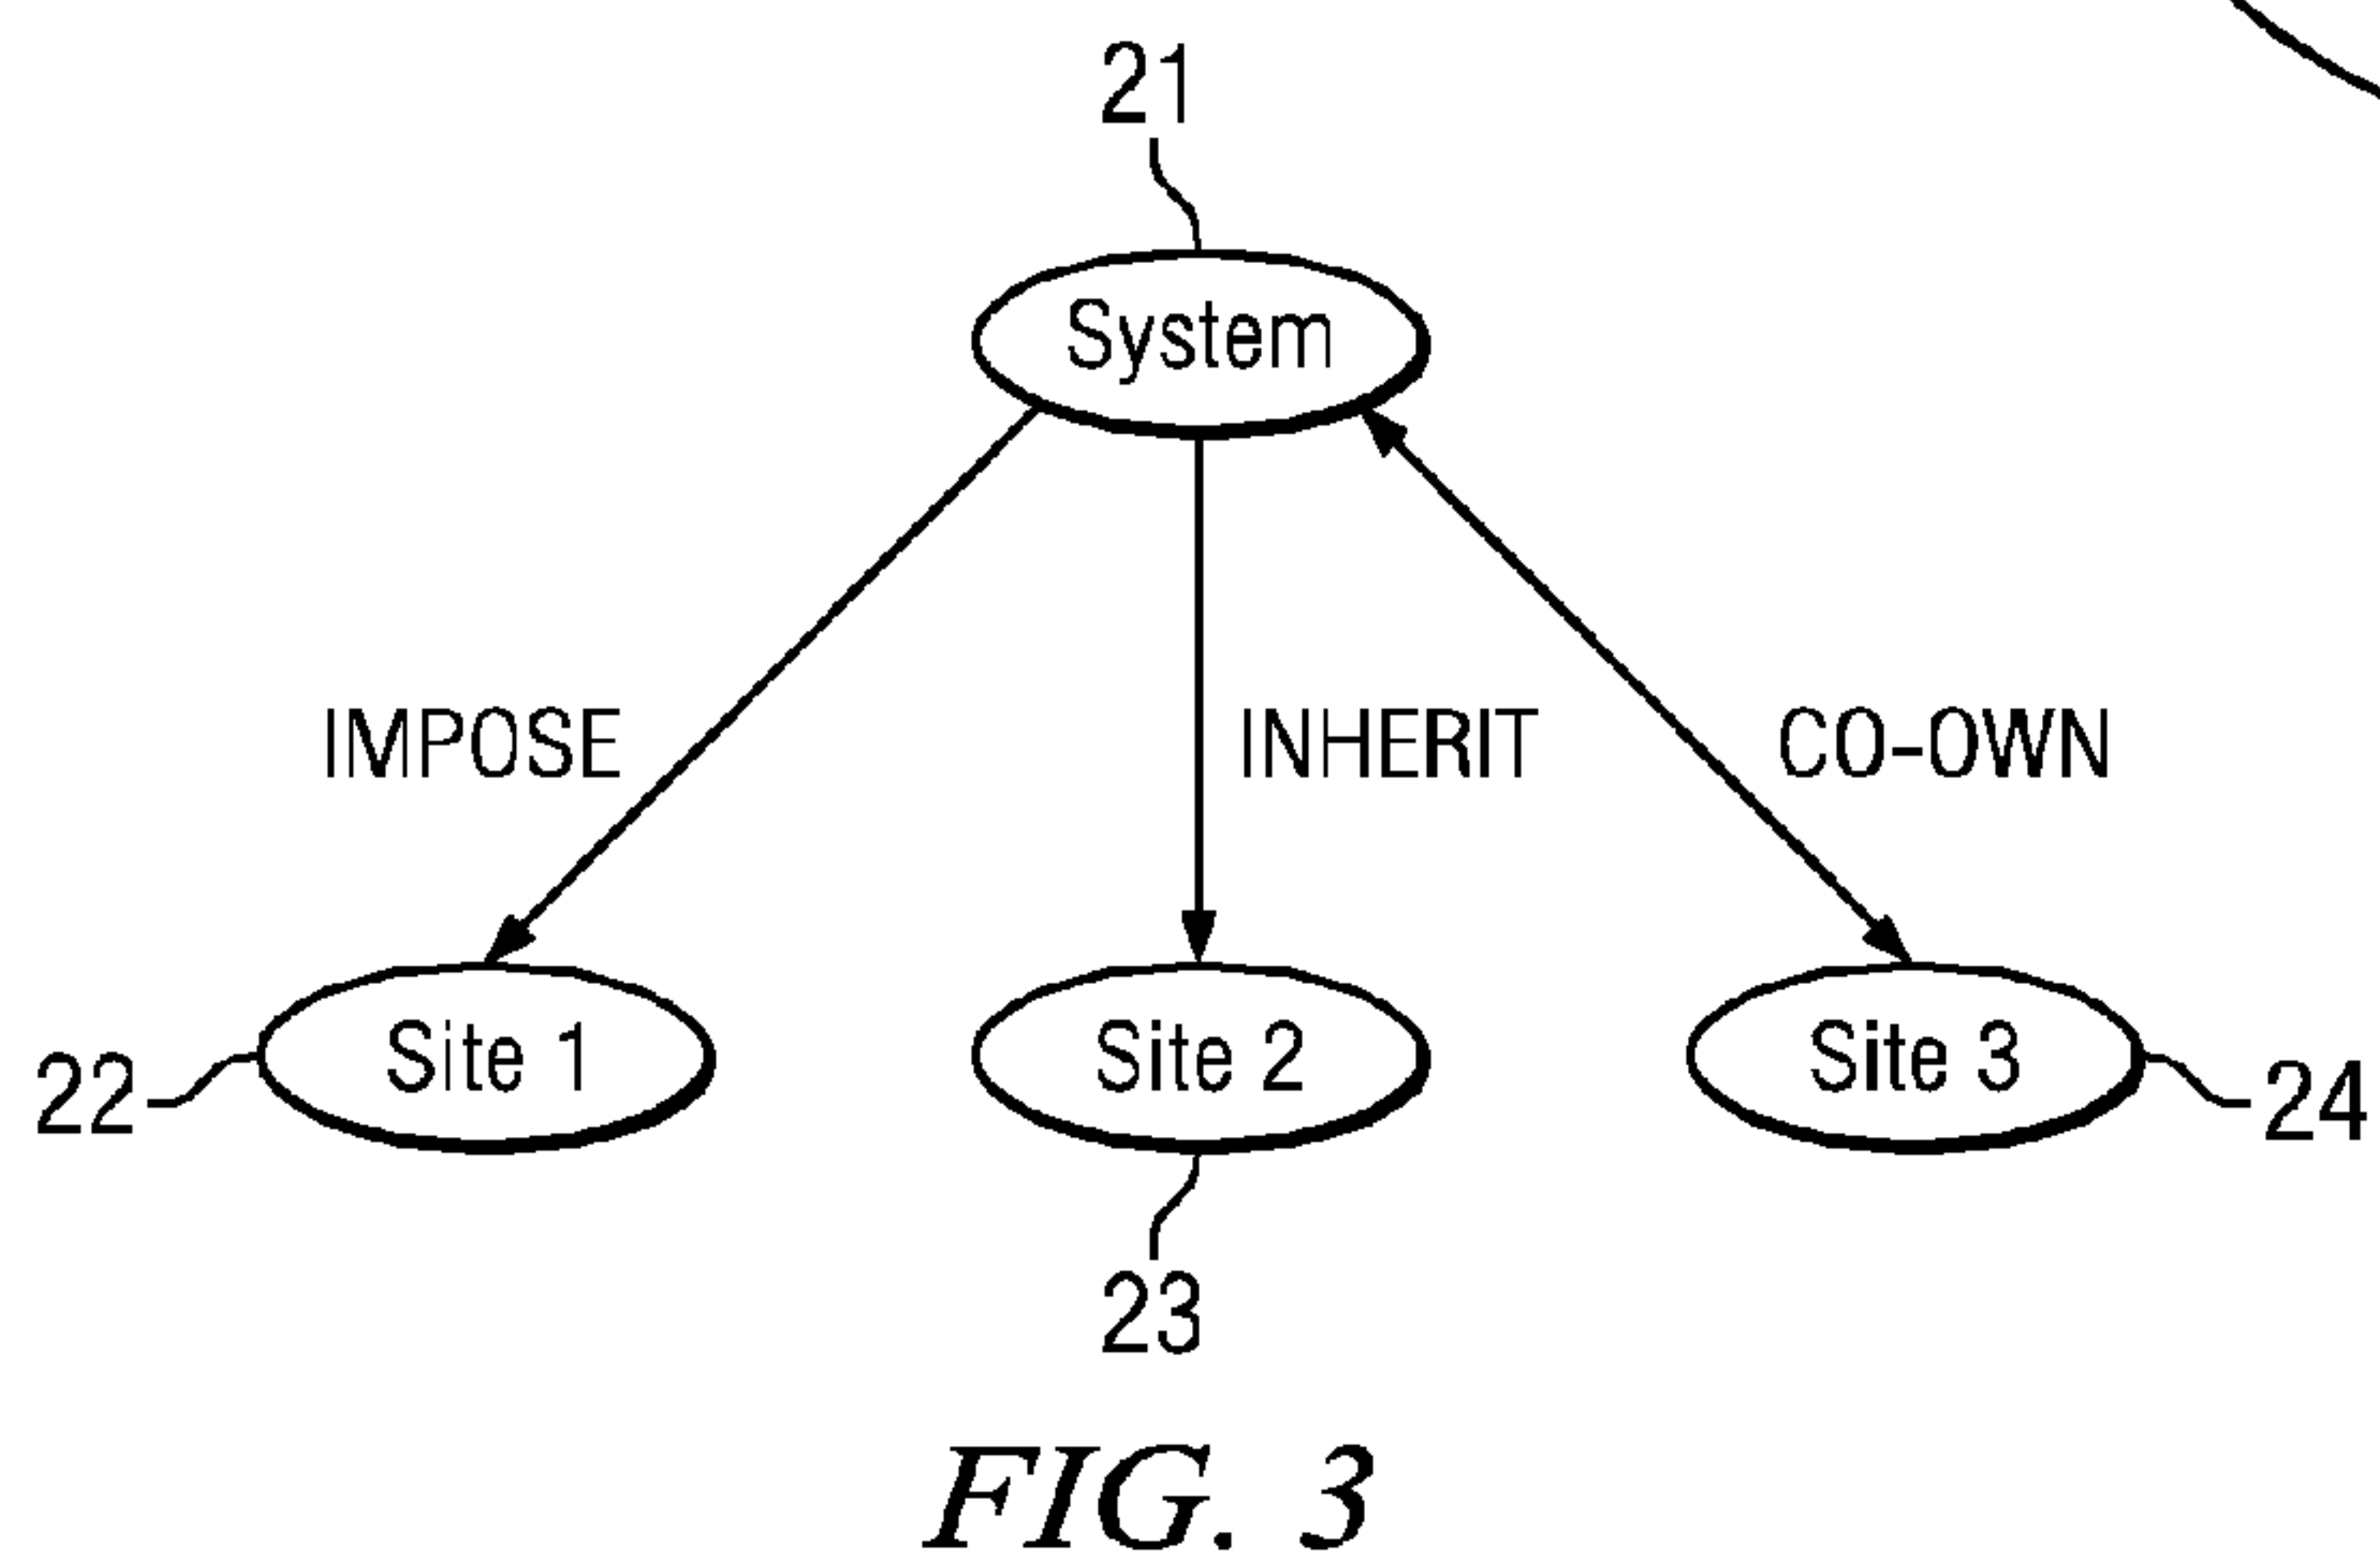 21
System
IMPOSE
INHERIT
CO-OWN
Site 1
Site 2
Site 3
22
24
23
FIG. 3